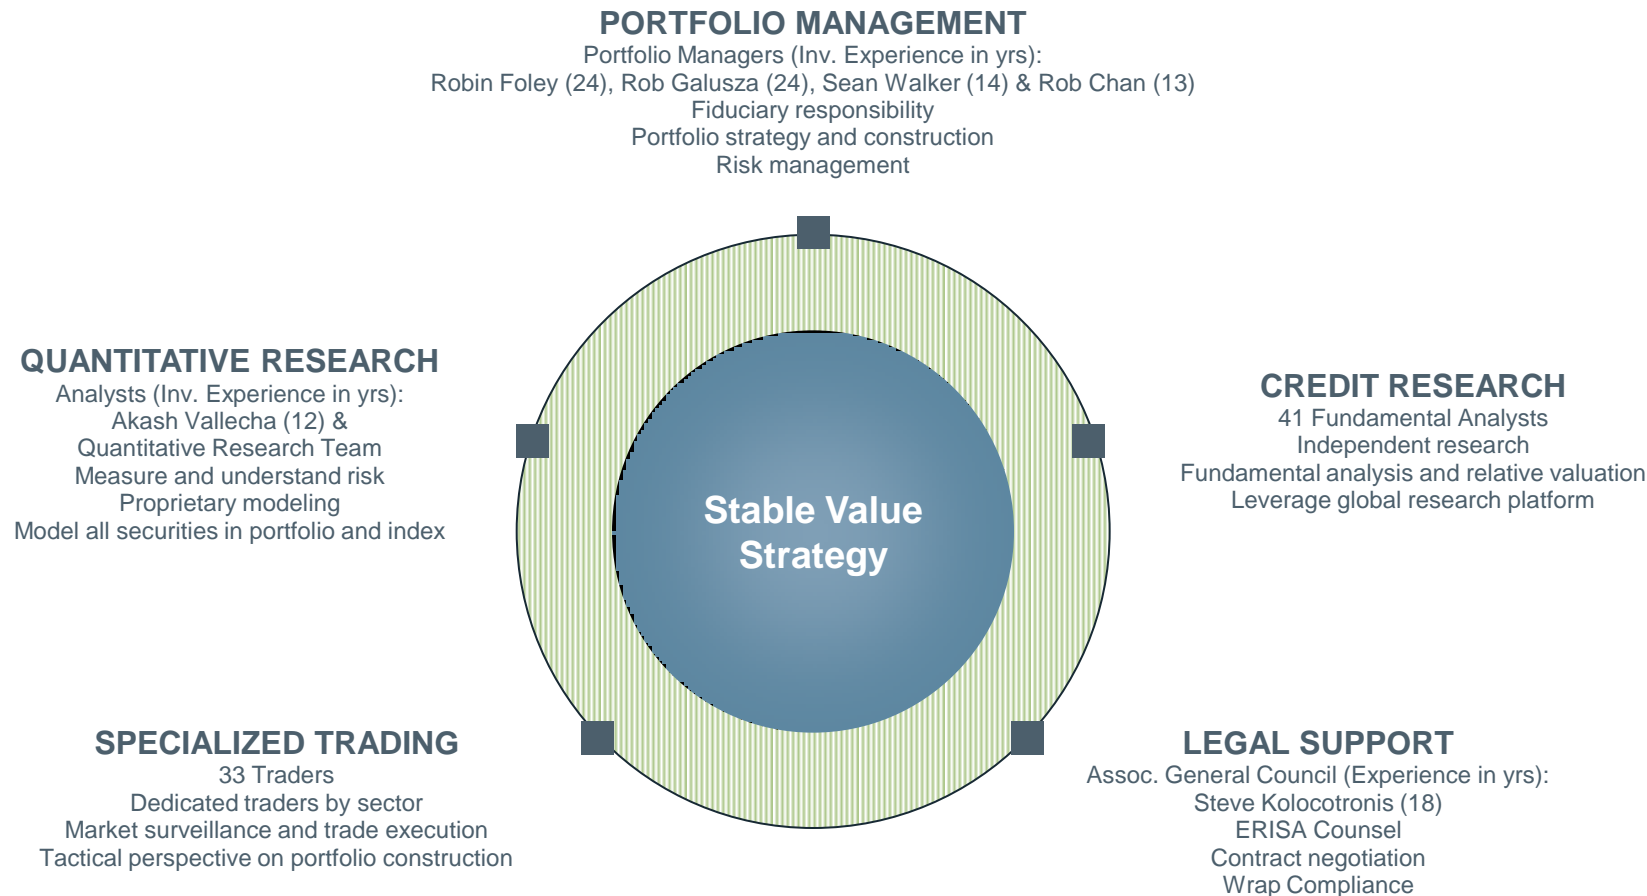 PORTFOLIO MANAGEMENT
Portfolio Managers (Inv. Experience in yrs):
Robin Foley (24), Rob Galusza (24), Sean Walker (14) & Rob Chan (13)
Fiduciary responsibility
Portfolio strategy and construction
Risk management
QUANTITATIVE RESEARCH
Analysts (Inv. Experience in yrs):
Akash Vallecha (12) &
Quantitative Research Team
Measure and understand risk
Proprietary modeling
Model all securities in portfolio and index
CREDIT RESEARCH
41 Fundamental Analysts
Independent research
Fundamental analysis and relative valuation
Leverage global research platform
Stable Value
Strategy
SPECIALIZED TRADING
33 Traders
Dedicated traders by sector
Market surveillance and trade execution
Tactical perspective on portfolio construction
LEGAL SUPPORT
Assoc. General Council (Experience in yrs):
Steve Kolocotronis (18)
ERISA Counsel
Contract negotiation
Wrap Compliance